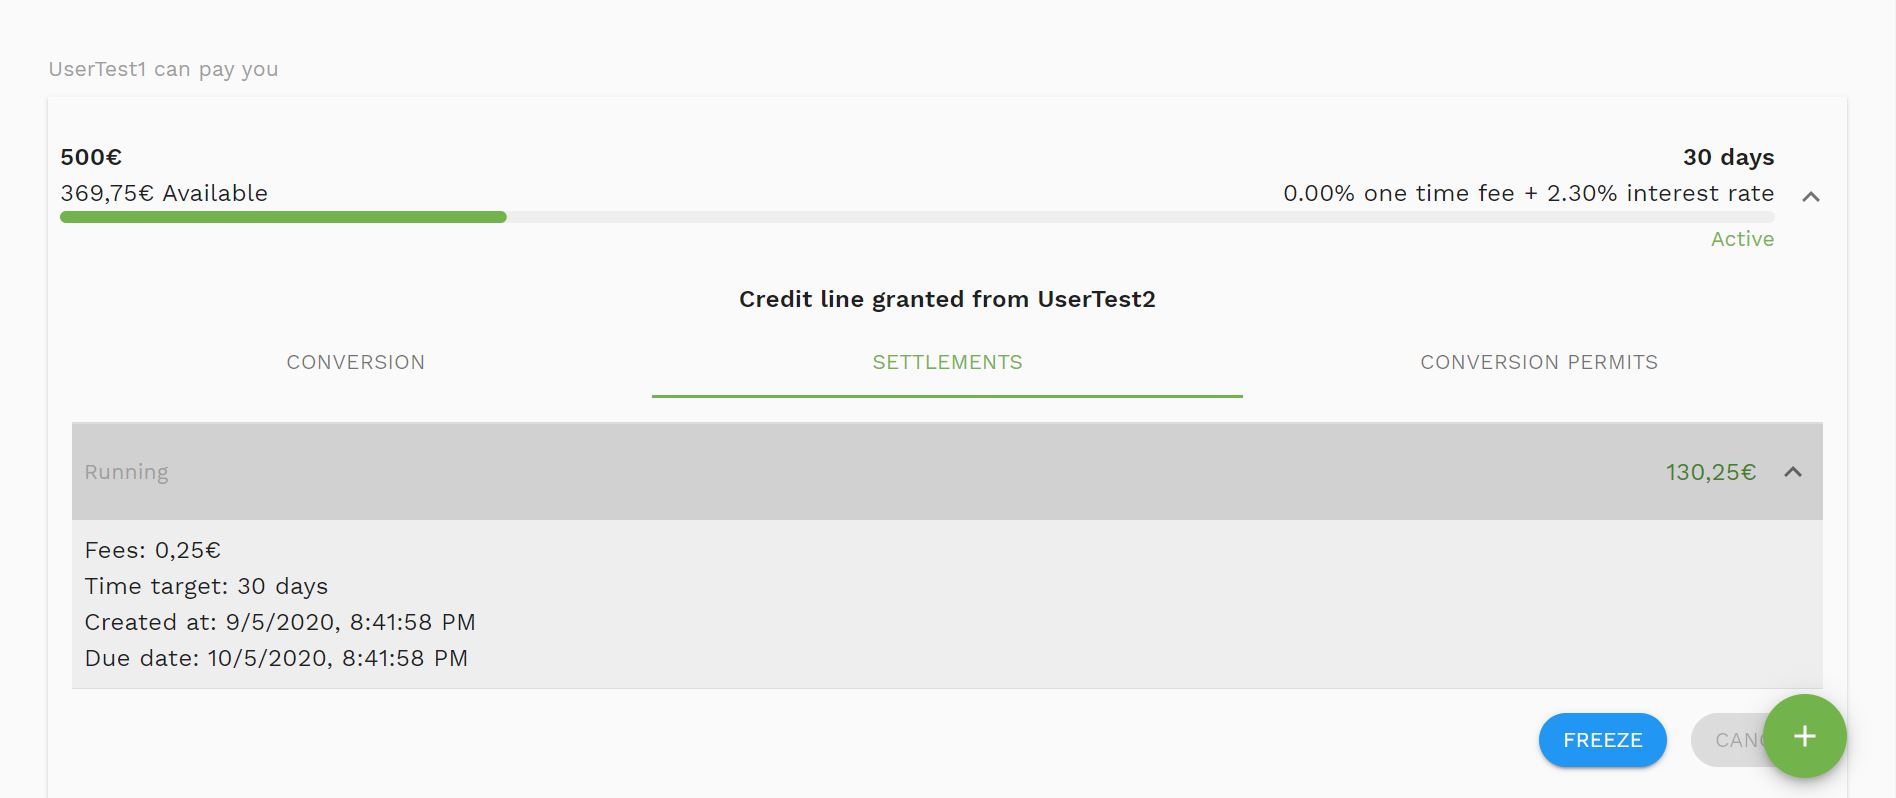 UserTest1 can pay you
500€
30 days
369,75€ Available
0.00% one time fee + 2.30% interest rate
Active
Credit line granted from UserTest2
CONVERSION
SETTLEMENTS
CONVERSION PERMITS
Running
130,25€
Fees: 0,25€
Time target: 30 days
Created at: 9/5/2020, 8:41:58 PM
Due date: 10/5/2020, 8:41:58 PM
FREEZE
+